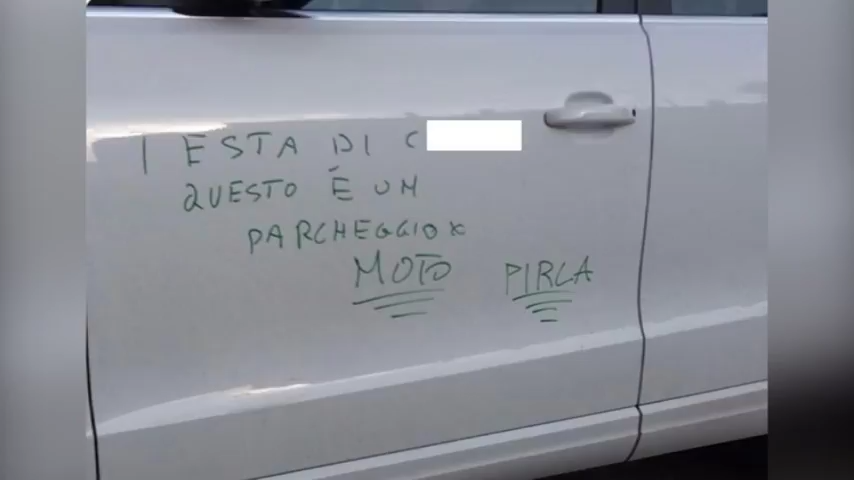 TESTA DI C
QUESTO È UN
PARCHEGGIO X
MOTO PIRLA